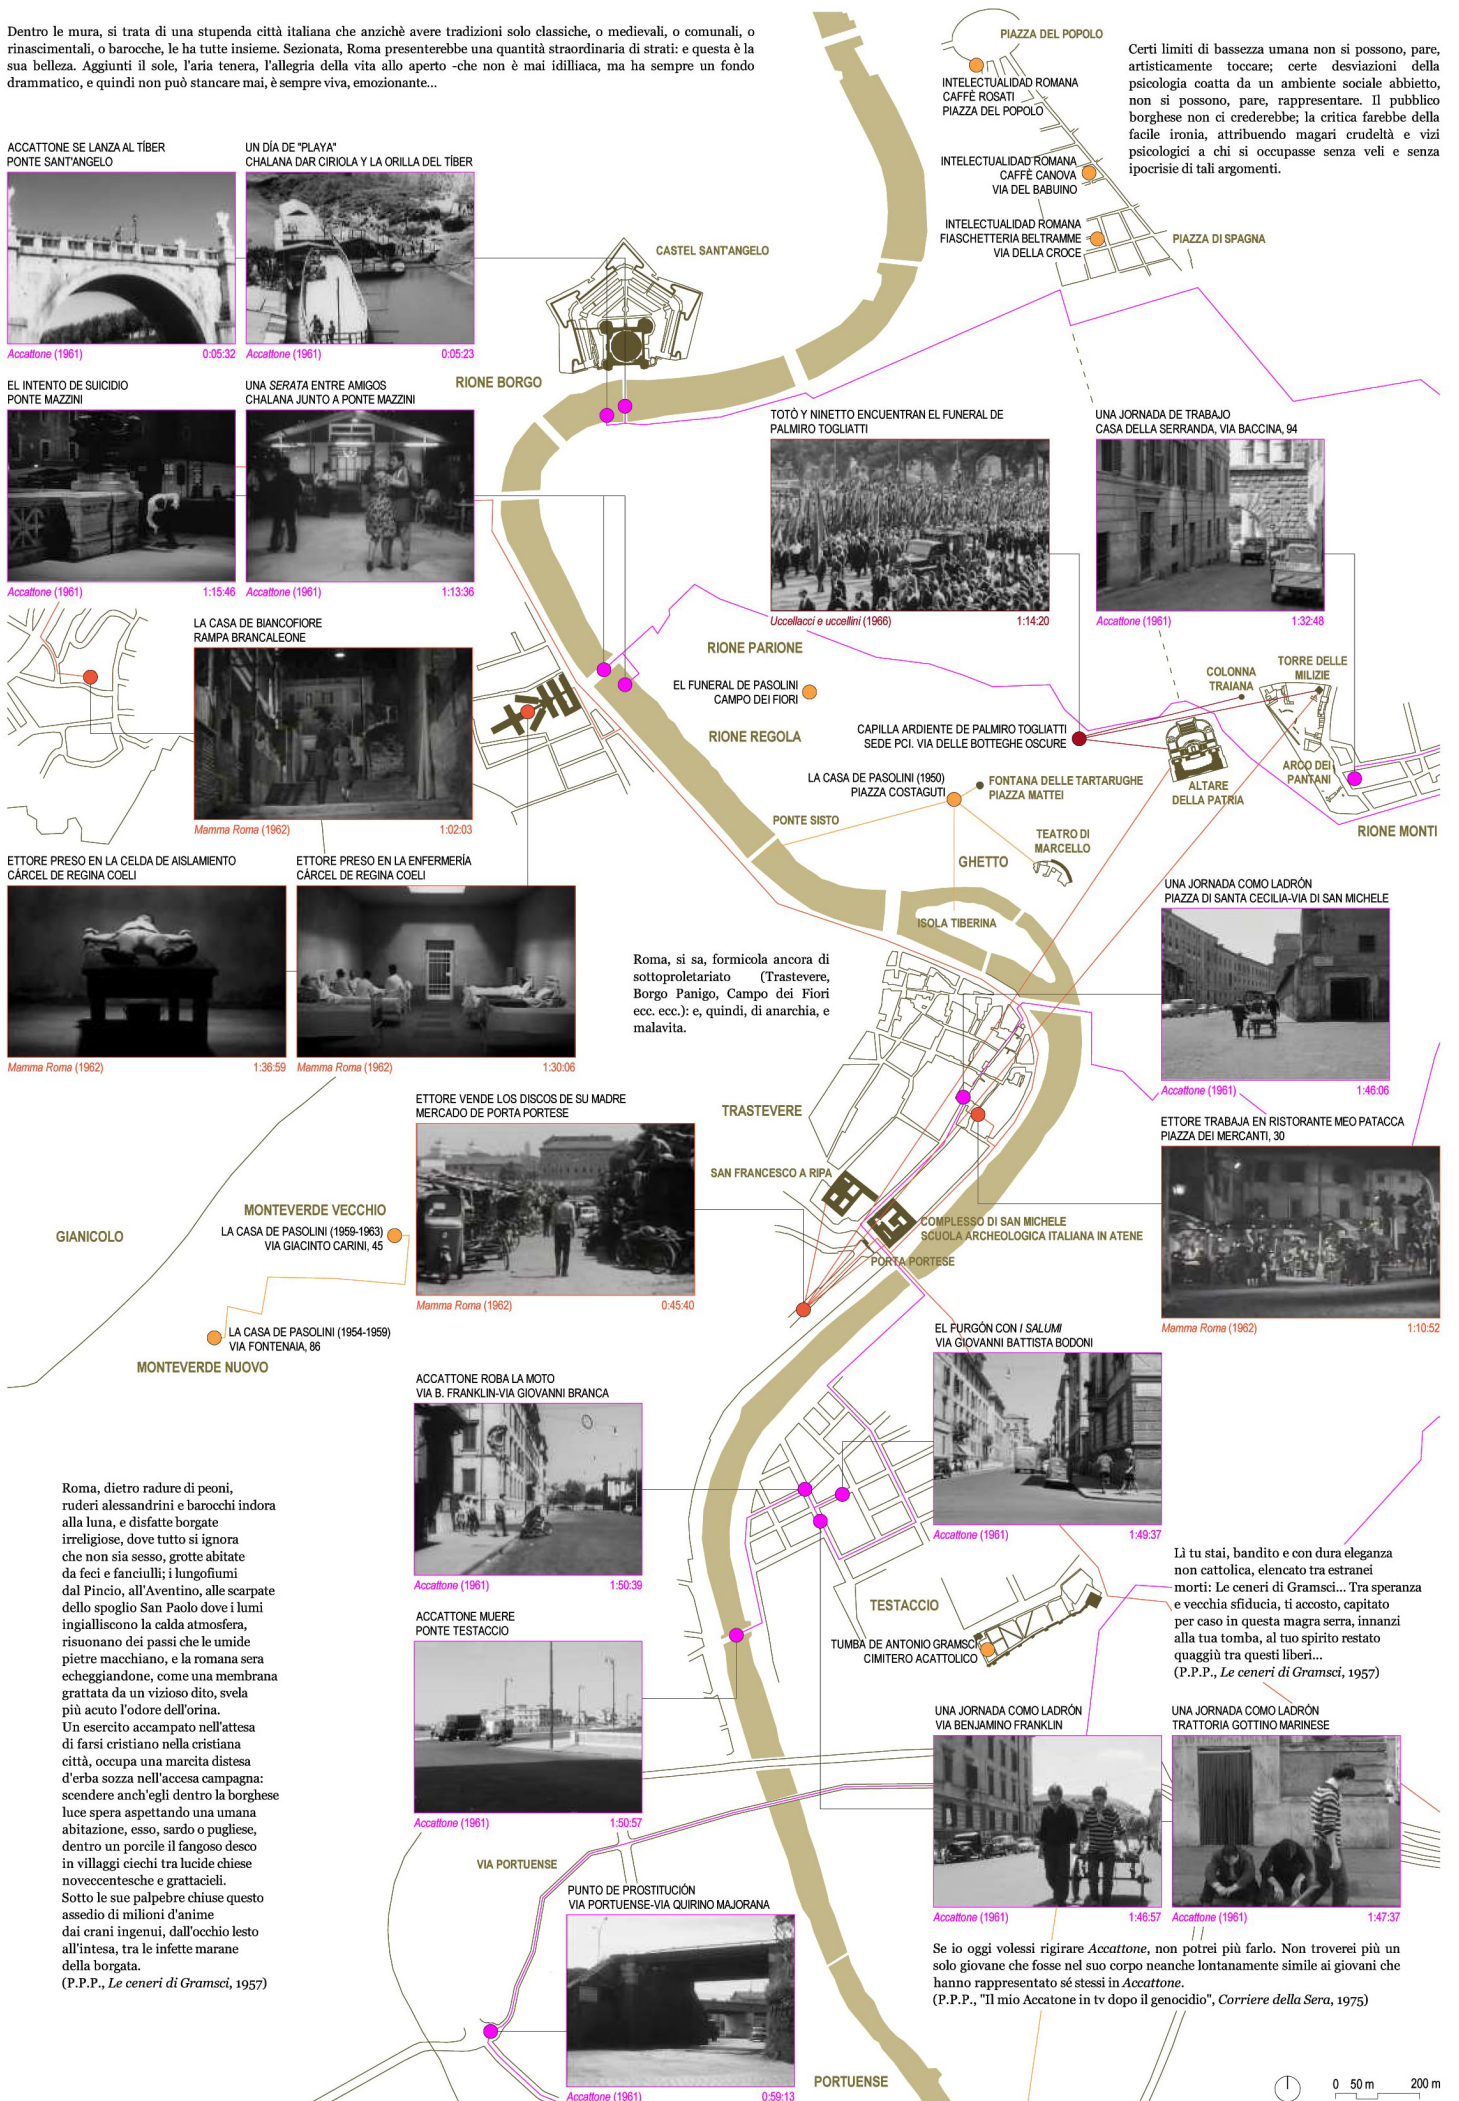 Dentro le mura, si trata di una stupenda città italiana che anzichè avere tradizioni solo classiche, o medievali, o comunali, o
rinascimentali, o barocche, le ha tutte insieme. Sezionata, Roma presenterebbe una quantità straordinaria di strati: e questa è la
sua bellezza. Aggiunti il sole, l'aria tenera, l'allegria della vita allo aperto -che non è mai idilliaca, ma ha sempre un fondo
drammatico, e quindi non può stancare mai, è sempre viva, emozionante...
PIAZZA DEL POPOLO
INTELECTUALIDAD ROMANA
CAFFÈ ROSATI
PIAZZA DEL POPOLO
Certi limiti di bassezza umana non si possono, pare,
artisticamente toccare; certe desviazioni della
psicologia coatta da un ambiente sociale abbietto,
non si possono, pare, rappresentare. Il pubblico
borghese non ci crederebbe; la critica farebbe della
facile ironia, attribuendo magari crudeltà e vizi
psicologici a chi si occupasse senza veli e senza
ipocrisie di tali argomenti.
INTELECTUALIDAD ROMANA
CAFFÈ CANOVA
VIA DEL BABUINO
INTELECTUALIDAD ROMANA
FIASCHETTERIA BELTRAMME
VIA DELLA CROCE
PIAZZA DI SPAGNA
ACCATTONE SE LANZA AL TÍBER
PONTE SANT'ANGELO
Accattone (1961) 0:05:32
UN DÍA DE "PLAYA"
CHALANA DAR CIRIOLA Y LA ORILLA DEL TÍBER
Accattone (1961) 0:05:23
CASTEL SANT'ANGELO
RIONE BORGO
EL INTENTO DE SUICIDIO
PONTE MAZZINI
Accattone (1961) 1:15:46
UNA SERATA ENTRE AMIGOS
CHALANA JUNTO A PONTE MAZZINI
Accattone (1961) 1:13:36
TOTÒ Y NINETTO ENCUENTRAN EL FUNERAL DE
PALMIRO TOGLIATTI
Uccellacci e uccellini (1966) 1:14:20
UNA JORNADA DE TRABAJO
CASA DELLA SERRANDA, VIA BACCINA, 94
Accattone (1961) 1:32:48
LA CASA DE BIANCOFIORE
RAMPA BRANCALEONE
Mamma Roma (1962) 1:02:03
RIONE PARIONE
EL FUNERAL DE PASOLINI
CAMPO DEI FIORI
RIONE REGOLA
COLONNA
TRAIANA
TORRE DELLE
MILIZIE
CAPILLA ARDIENTE DE PALMIRO TOGLIATTI
SEDE PCI. VIA DELLE BOTTEGHE OSCURE
ARCO DEI
PANTANI
ALTARE
DELLA PATRIA
RIONE MONTI
LA CASA DE PASOLINI (1950)
PIAZZA COSTAGUTI
FONTANA DELLE TARTARUGHE
PIAZZA MATTEI
PONTE SISTO
TEATRO DI
MARCELLO
GHETTO
ISOLA TIBERINA
ETTORE PRESO EN LA CELDA DE AISLAMIENTO
CÁRCEL DE REGINA COELI
Mamma Roma (1962) 1:36:59
ETTORE PRESO EN LA ENFERMERÍA
CÁRCEL DE REGINA COELI
Mamma Roma (1962) 1:30:06
UNA JORNADA COMO LADRÓN
PIAZZA DI SANTA CECILIA-VIA DI SAN MICHELE
Accattone (1961) 1:46:06
Roma, si sa, formicola ancora di
sottoproletariato (Trastevere,
Borgo Panigo, Campo dei Fiori
ecc. ecc.): e, quindi, di anarchia, e
malavita.
ETTORE VENDE LOS DISCOS DE SU MADRE
MERCADO DE PORTA PORTESE
Mamma Roma (1962) 0:45:40
TRASTEVERE
ETTORE TRABAJA EN RISTORANTE MEO PATACCA
PIAZZA DEI MERCANTI, 30
Mamma Roma (1962) 1:10:52
SAN FRANCESCO A RIPA
COMPLESSO DI SAN MICHELE
SCUOLA ARCHEOLOGICA ITALIANA IN ATENE
PORTA PORTESE
GIANICOLO
MONTEVERDE VECCHIO
LA CASA DE PASOLINI (1959-1963)
VIA GIACINTO CARINI, 45
LA CASA DE PASOLINI (1954-1959)
VIA FONTENAIA, 86
MONTEVERDE NUOVO
EL FURGÓN CON I SALUMI
VIA GIOVANNI BATTISTA BODONI
Accattone (1961) 1:49:37
ACCATTONE ROBA LA MOTO
VIA B. FRANKLIN-VIA GIOVANNI BRANCA
Accattone (1961) 1:50:39
Roma, dietro radure di peoni,
ruderi alessandrini e barocchi indora
alla luna, e disfatte borgate
irreligiose, dove tutto si ignora
che non sia sesso, grotte abitate
da feci e fanciulli; i lungofiumi
dal Pincio, all'Aventino, alle scarpate
dello spoglio San Paolo dove i lumi
ingialliscono la calda atmosfera,
risuonano dei passi che le umide
pietre macchiano, e la romana sera
echeggiandone, come una membrana
grattata da un vizioso dito, svela
più acuto l'odore dell'orina.
Un esercito accampato nell'attesa
di farsi cristiano nella cristiana
città, occupa una marcita distesa
d'erba sozza nell'accesa campagna:
scendere anch'egli dentro la borghese
luce spera aspettando una umana
abitazione, esso, sardo o pugliese,
dentro un porcile il fangoso desco
in villaggi ciechi tra lucide chiese
noveccentesche e grattacieli.
Sotto le sue palpebre chiuse questo
assedio di milioni d'anime
dai crani ingenui, dall'occhio lesto
all'intesa, tra le infette marane
della borgata.
(P.P.P., Le ceneri di Gramsci, 1957)
Lì tu stai, bandito e con dura eleganza
non cattolica, elencato tra estranei
morti: Le ceneri di Gramsci... Tra speranza
e vecchia sfiducia, ti accosto, capitato
per caso in questa magra serra, innanzi
alla tua tomba, al tuo spirito restato
quaggiù tra questi liberi...
(P.P.P., Le ceneri di Gramsci, 1957)
TESTACCIO
TUMBA DE ANTONIO GRAMSCI
CIMITERO ACATTOLICO
ACCATTONE MUERE
PONTE TESTACCIO
Accattone (1961) 1:50:57
UNA JORNADA COMO LADRÓN
VIA BENJAMINO FRANKLIN
Accattone (1961) 1:46:57
UNA JORNADA COMO LADRÓN
TRATTORIA GOTTINO MARINESE
Accattone (1961) 1:47:37
VIA PORTUENSE
PUNTO DE PROSTITUCIÓN
VIA PORTUENSE-VIA QUIRINO MAJORANA
Accattone (1961) 0:59:13
Se io oggi volessi rigirare Accattone, non potrei più farlo. Non troverei più un
solo giovane che fosse nel suo corpo neanche lontanamente simile ai giovani che
hanno rappresentato sé stessi in Accattone.
(P.P.P., "Il mio Accatone in tv dopo il genocidio", Corriere della Sera, 1975)
PORTUENSE
0 50 m 200 m